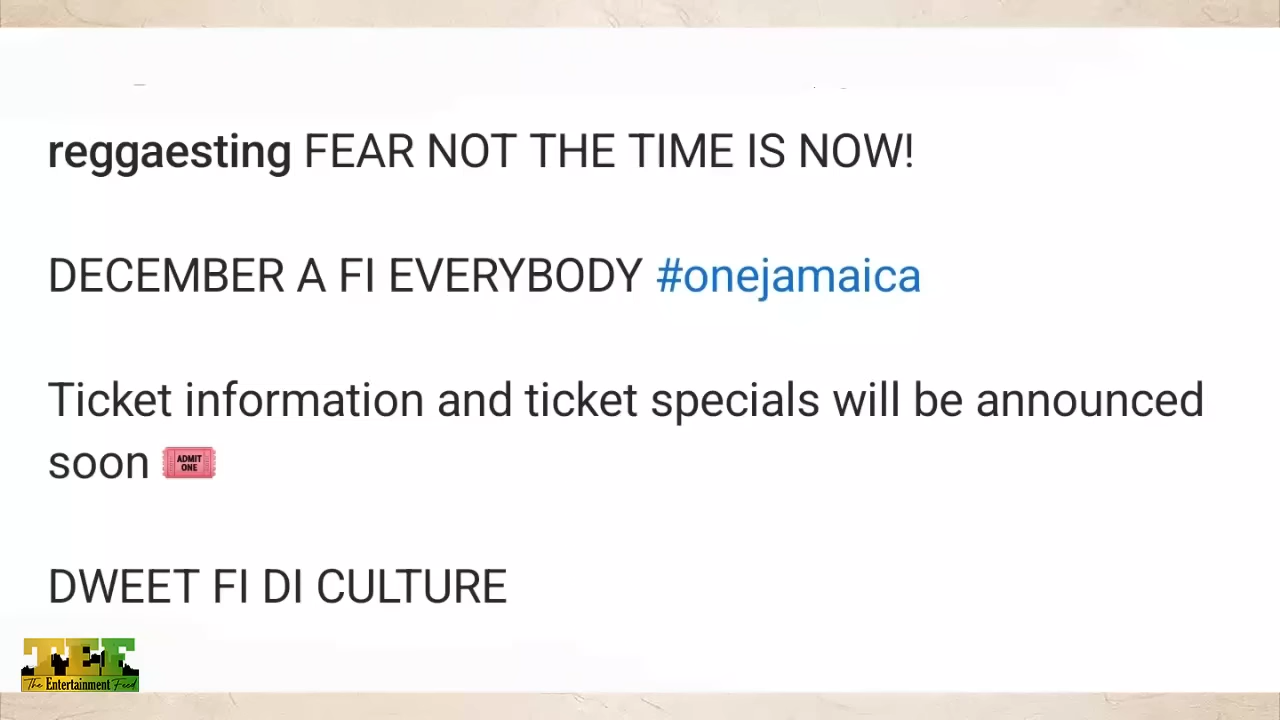 reggaesting FEAR NOT THE TIME IS NOW!
DECEMBER A FI EVERYBODY #onejamaica
Ticket information and ticket specials will be announced
soon
ADMIT
ONE
DWEET FI DI CULTURE
TEF
The Entertainment Feed